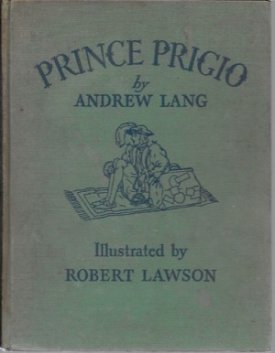 PRINCE PRIGIO
by
ANDREW LANG
Illustrated by
ROBERT LAWSON